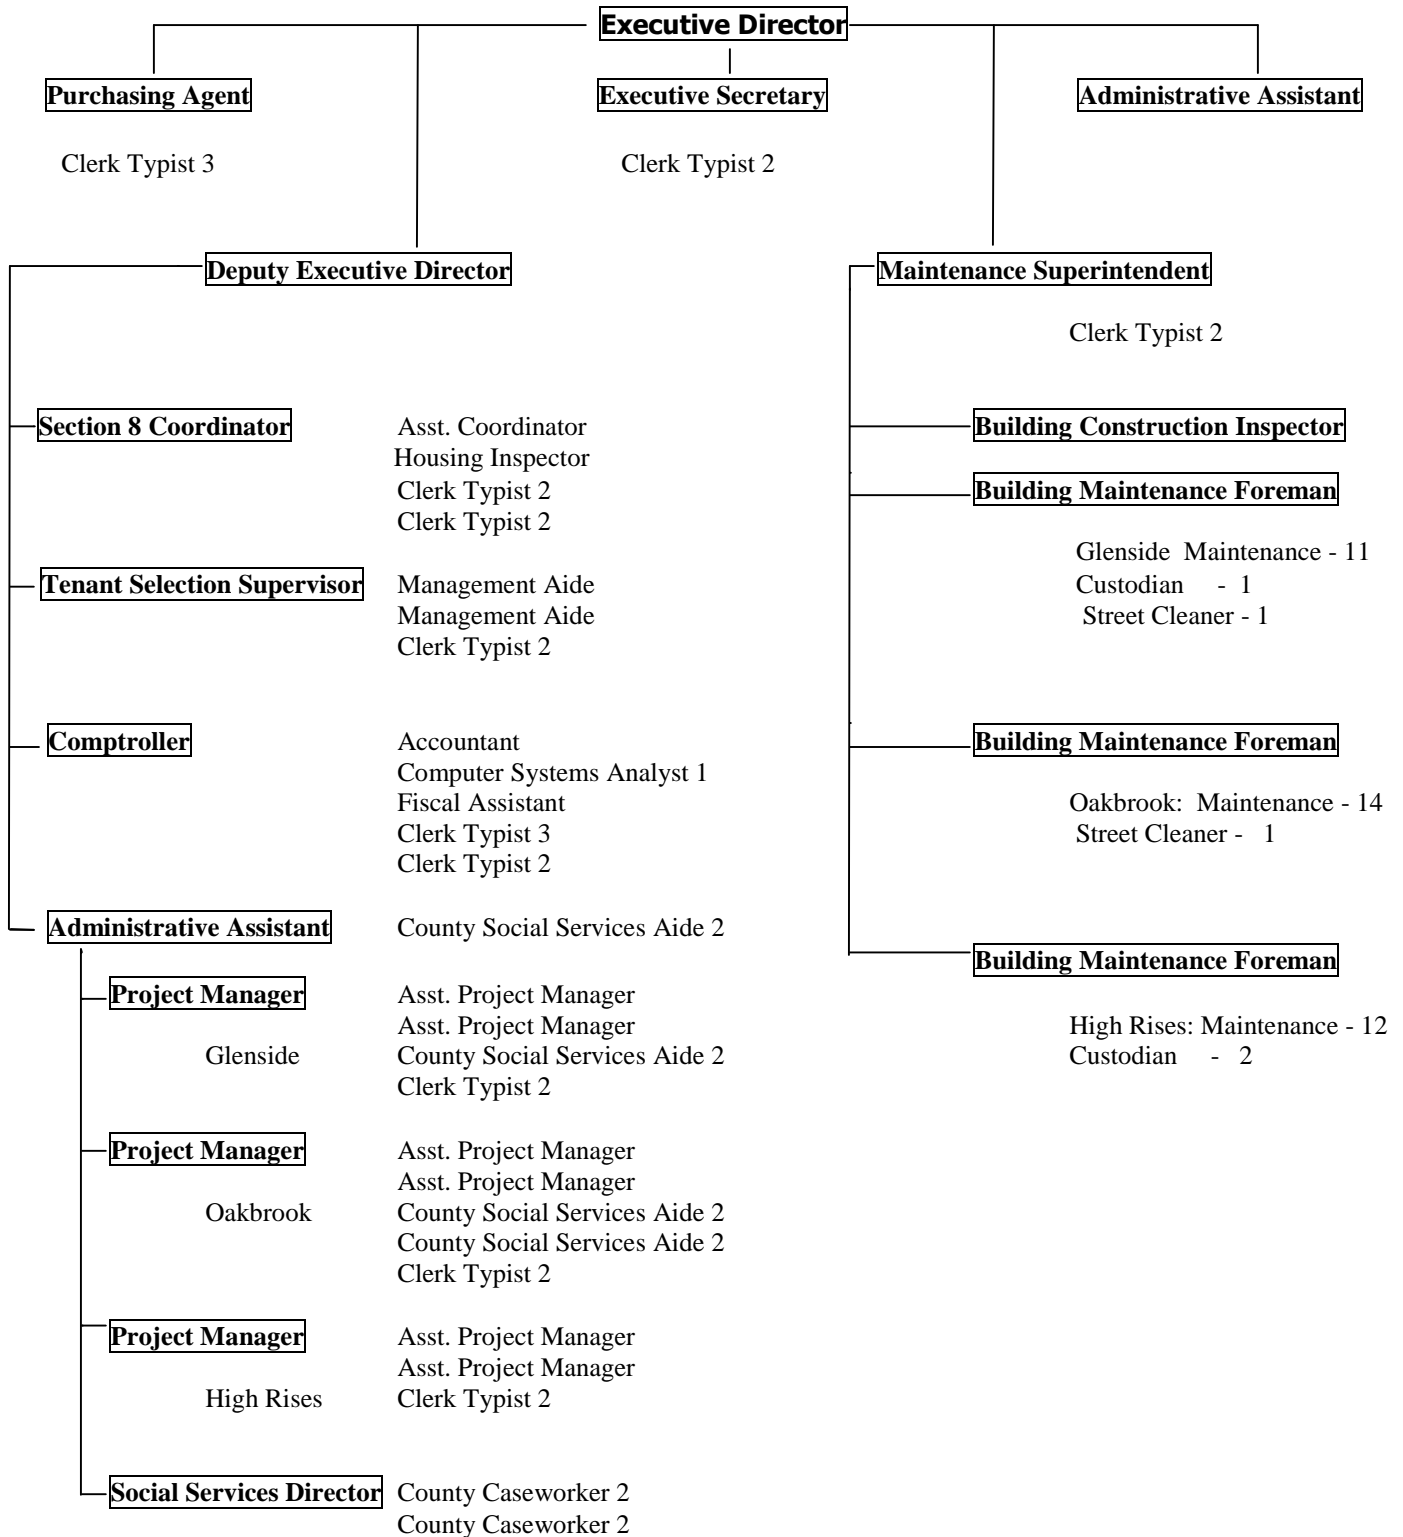 Executive Director
Purchasing Agent
Executive Secretary
Administrative Assistant
Clerk Typist 3
Clerk Typist 2
Deputy Executive Director
Maintenance Superintendent
Clerk Typist 2
Section 8 Coordinator
Asst. Coordinator
Housing Inspector
Clerk Typist 2
Clerk Typist 2
Tenant Selection Supervisor
Management Aide
Management Aide
Clerk Typist 2
Comptroller
Accountant
Computer Systems Analyst 1
Fiscal Assistant
Clerk Typist 3
Clerk Typist 2
Administrative Assistant
County Social Services Aide 2
Project Manager
Glenside
Asst. Project Manager
Asst. Project Manager
County Social Services Aide 2
Clerk Typist 2
Project Manager
Oakbrook
Asst. Project Manager
Asst. Project Manager
County Social Services Aide 2
County Social Services Aide 2
Clerk Typist 2
Project Manager
High Rises
Asst. Project Manager
Asst. Project Manager
Clerk Typist 2
Social Services Director
County Caseworker 2
County Caseworker 2
Building Construction Inspector
Building Maintenance Foreman
Glenside Maintenance - 11
Custodian - 1
Street Cleaner - 1
Building Maintenance Foreman
Oakbrook: Maintenance - 14
Street Cleaner - 1
Building Maintenance Foreman
High Rises: Maintenance - 12
Custodian - 2